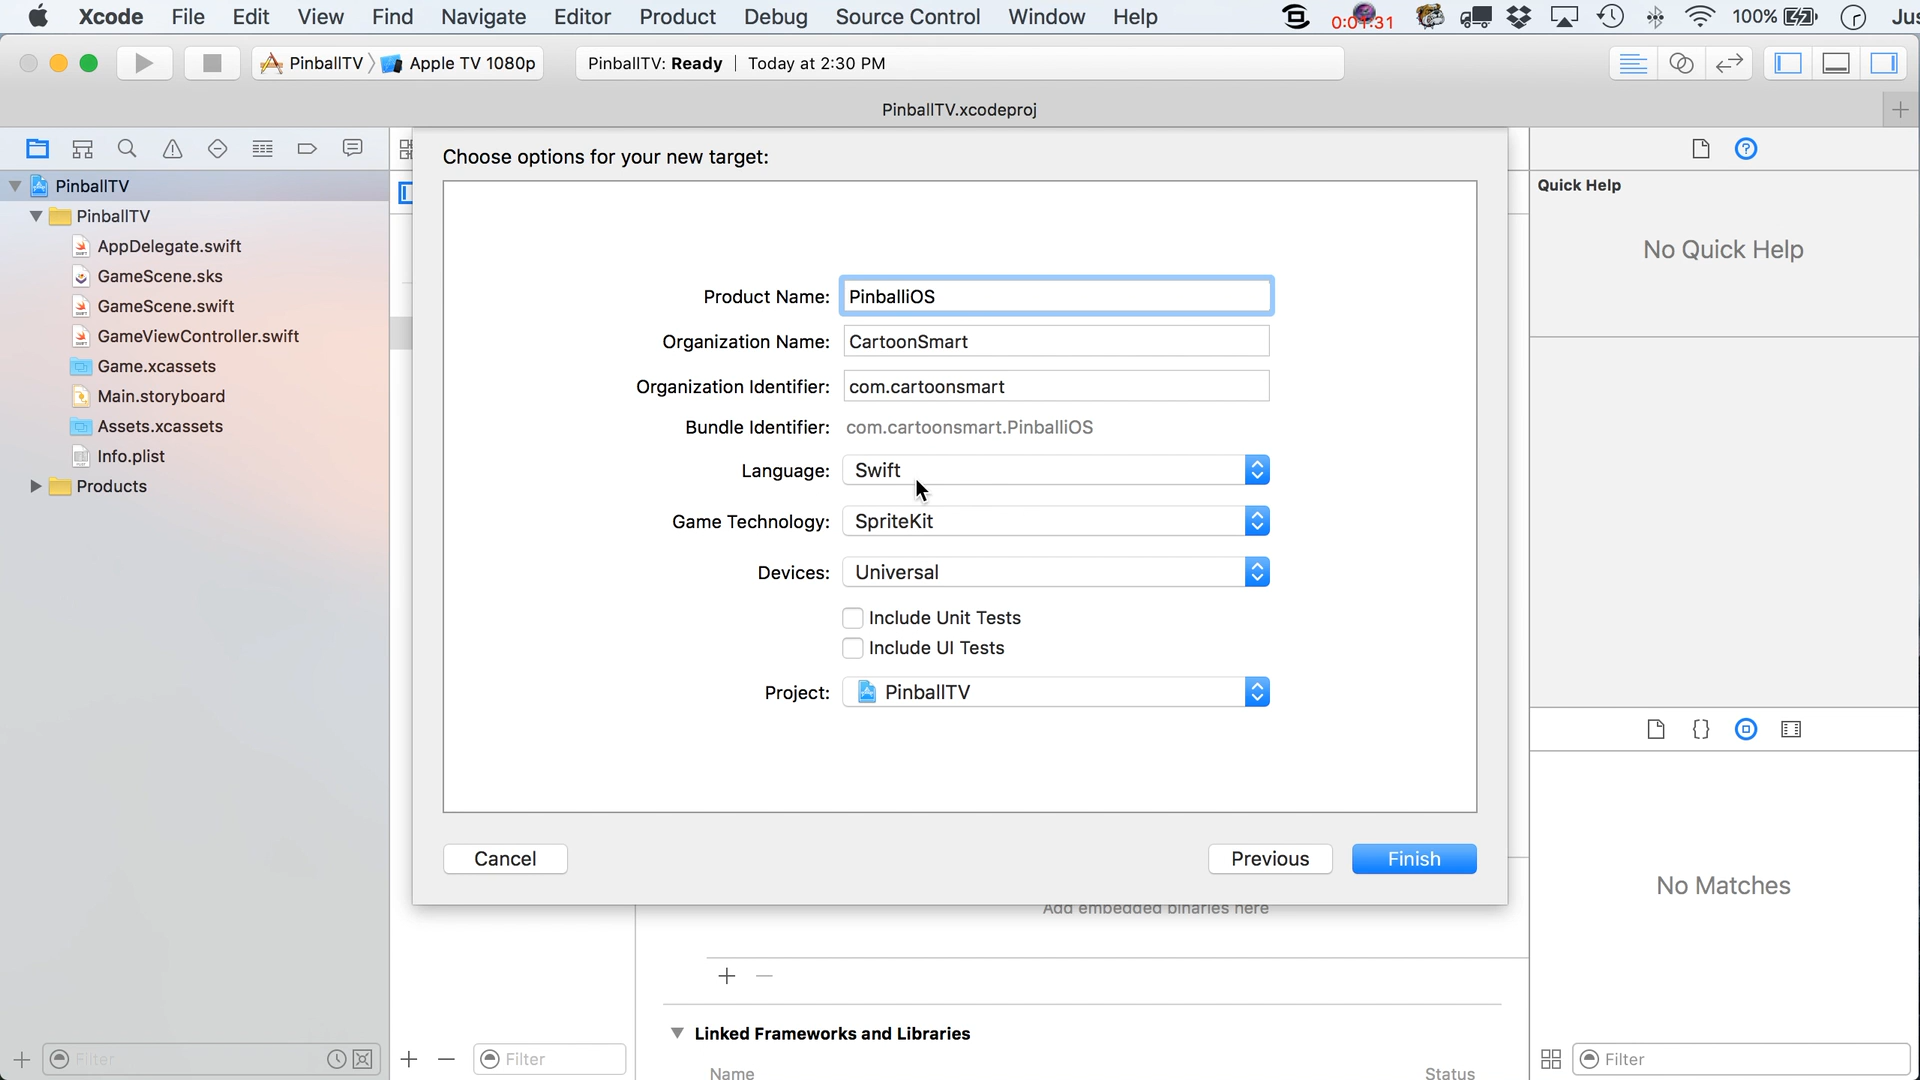 Xcode File Edit View Find Navigate Editor Product Debug Source Control Window Help 0:01:31 100% Jus
PinballTV Apple TV 1080p PinballTV: Ready Today at 2:30 PM
PinballTV.xcodeproj
Choose options for your new target:
PinballTV
PinballTV
AppDelegate.swift
GameScene.sks
GameScene.swift
GameViewController.swift
Game.xcassets
Main.storyboard
Assets.xcassets
Info.plist
Products
Product Name: PinballiOS
Organization Name: CartoonSmart
Organization Identifier: com.cartoonsmart
Bundle Identifier: com.cartoonsmart.PinballiOS
Language: Swift
Game Technology: SpriteKit
Devices: Universal
Include Unit Tests
Include UI Tests
Project: PinballTV
Cancel Previous Finish
Add embedded binaries here
Linked Frameworks and Libraries
Name Status
Quick Help
No Quick Help
{}
No Matches
Filter
Filter
Filter